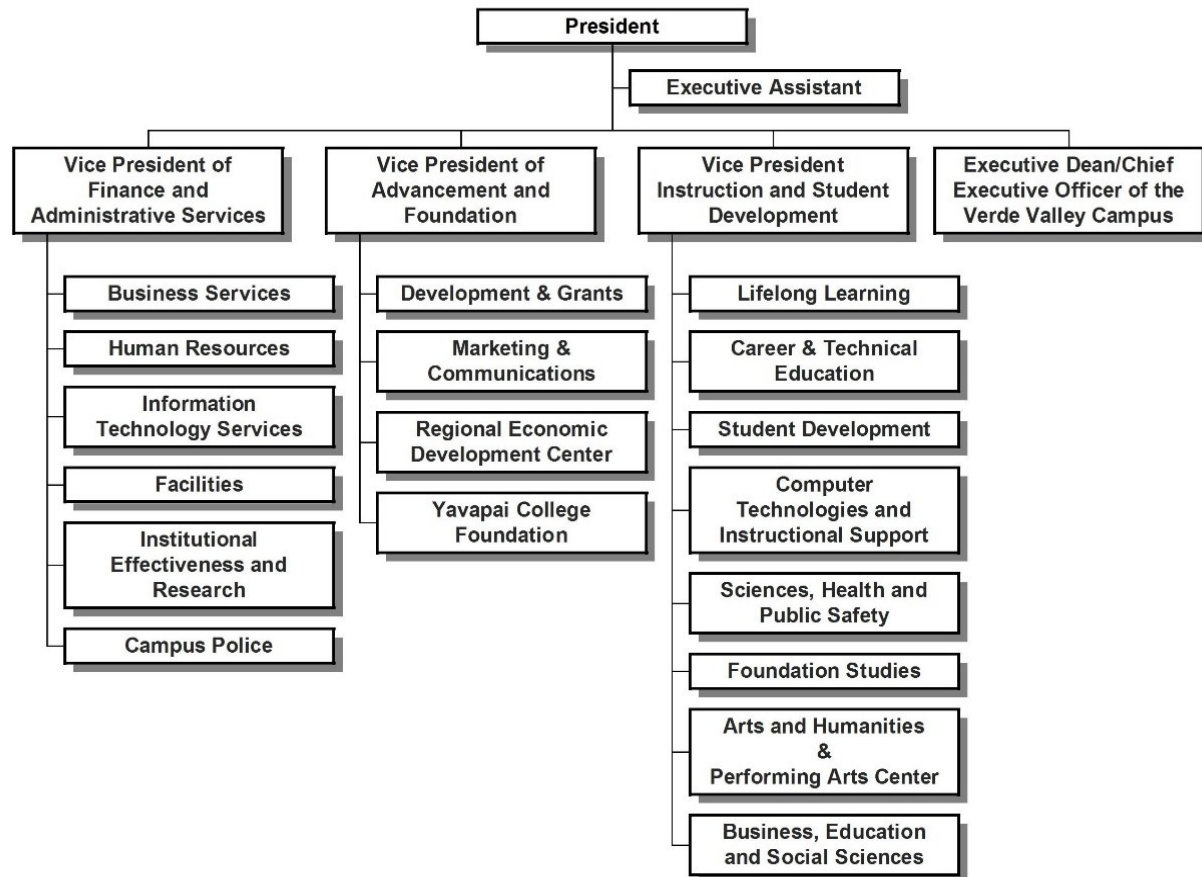 President
Executive Assistant
Vice President of
Finance and
Administrative Services
Business Services
Human Resources
Information
Technology Services
Facilities
Institutional
Effectiveness and
Research
Campus Police
Vice President of
Advancement and
Foundation
Development & Grants
Marketing &
Communications
Regional Economic
Development Center
Yavapai College
Foundation
Vice President
Instruction and Student
Development
Lifelong Learning
Career & Technical
Education
Student Development
Computer
Technologies and
Instructional Support
Sciences, Health and
Public Safety
Foundation Studies
Arts and Humanities
&
Performing Arts Center
Business, Education
and Social Sciences
Executive Dean/Chief
Executive Officer of the
Verde Valley Campus